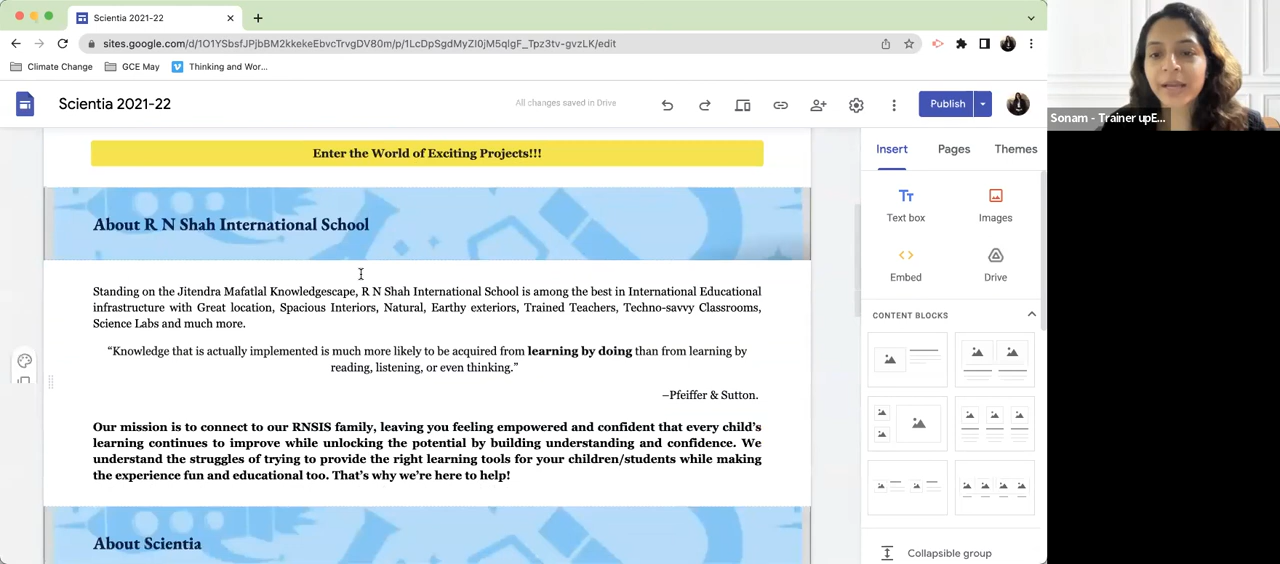 Scientia 2021-22
sites.google.com/d/1O1YSbsfJPjbBM2kkekeEbvcTrvgDV80m/p/1LcDpSgdMyZI0jM5qIgF_Tpz3tv-gvzLK/edit
Climate Change
GCE May
Thinking and Wor...
Scientia 2021-22
All changes saved in Drive
Publish
Sonam - Trainer upE...
Enter the World of Exciting Projects!!!
Insert
Pages
Themes
Text box
Images
About R N Shah International School
Embed
Drive
Standing on the Jitendra Mafatlal Knowledgescape, R N Shah International School is among the best in International Educational
infrastructure with Great location, Spacious Interiors, Natural, Earthy exteriors, Trained Teachers, Techno-savvy Classrooms,
Science Labs and much more.
CONTENT BLOCKS
“Knowledge that is actually implemented is much more likely to be acquired from learning by doing than from learning by
reading, listening, or even thinking.”
–Pfeiffer & Sutton.
Our mission is to connect to our RNSIS family, leaving you feeling empowered and confident that every child’s
learning continues to improve while unlocking the potential by building understanding and confidence. We
understand the struggles of trying to provide the right learning tools for your children/students while making
the experience fun and educational too. That’s why we’re here to help!
About Scientia
Collapsible group